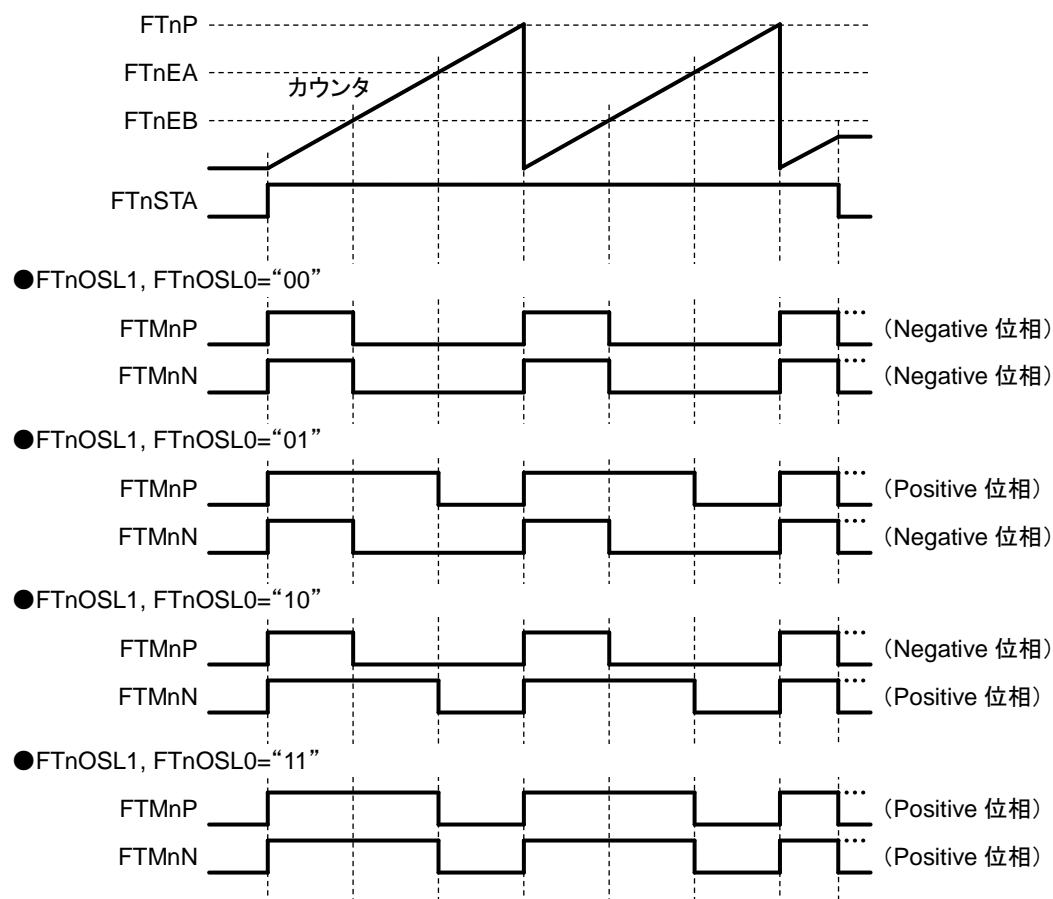 FTnP
FTnEA
カウンタ
FTnEB
FTnSTA
●FTnOSL1, FTnOSL0=“00”
FTMnP (Negative 位相)
FTMnN (Negative 位相)
●FTnOSL1, FTnOSL0=“01”
FTMnP (Positive 位相)
FTMnN (Negative 位相)
●FTnOSL1, FTnOSL0=“10”
FTMnP (Negative 位相)
FTMnN (Positive 位相)
●FTnOSL1, FTnOSL0=“11”
FTMnP (Positive 位相)
FTMnN (Positive 位相)